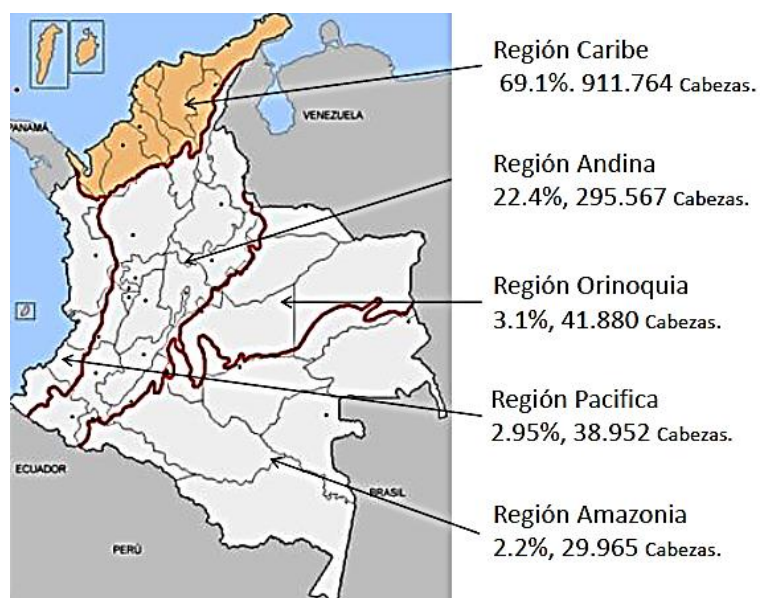 Región Caribe
69.1%. 911.764 Cabezas.
PANAMÁ
VENEZUELA
Región Andina
22.4%, 295.567 Cabezas.
Región Orinoquia
3.1%, 41.880 Cabezas.
Región Pacifica
2.95%, 38.952 Cabezas.
ECUADOR
BRASIL
Región Amazonia
2.2%, 29.965 Cabezas.
PERÚ